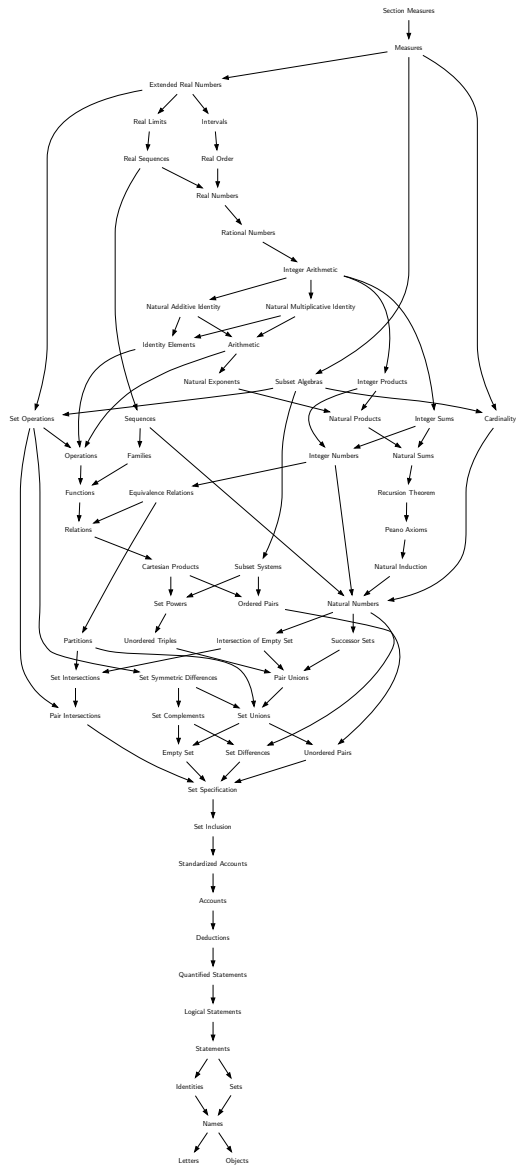 Section Measures
Measures
Extended Real Numbers
Real Limits
Intervals
Real Sequences
Real Order
Real Numbers
Rational Numbers
Integer Arithmetic
Natural Additive Identity
Natural Multiplicative Identity
Identity Elements
Arithmetic
Natural Exponents
Subset Algebras
Integer Products
Set Operations
Sequences
Natural Products
Integer Sums
Cardinality
Operations
Families
Integer Numbers
Natural Sums
Functions
Equivalence Relations
Recursion Theorem
Relations
Peano Axioms
Cartesian Products
Subset Systems
Natural Induction
Set Powers
Ordered Pairs
Natural Numbers
Partitions
Unordered Triples
Intersection of Empty Set
Successor Sets
Set Intersections
Set Symmetric Differences
Pair Unions
Pair Intersections
Set Complements
Set Unions
Empty Set
Set Differences
Unordered Pairs
Set Specification
Set Inclusion
Standardized Accounts
Accounts
Deductions
Quantified Statements
Logical Statements
Statements
Identities
Sets
Names
Letters
Objects